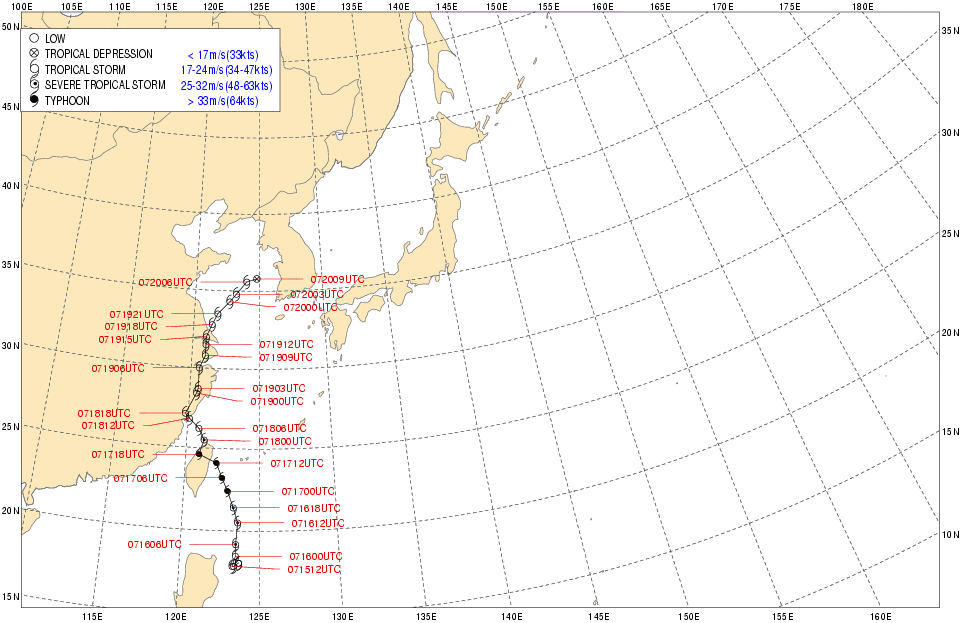 100E 105E 110E 115E 120E 125E 130E 135E 140E 145E 150E 155E 160E 165E 170E 175E 180E
50N
35N
LOW
TROPICAL DEPRESSION < 17m/s(33kts)
TROPICAL STORM 17-24m/s(34-47kts)
SEVERE TROPICAL STORM 25-32m/s(48-63kts)
TYPHOON > 33m/s(64kts)
45N
30N
40N
25N
35N
072006UTC 072009UTC
072003UTC
072000UTC
071921UTC
071918UTC
20N
071915UTC
30N
071912UTC
071909UTC
071906UTC
071903UTC
071900UTC
071818UTC
071812UTC
25N
071806UTC
15N
071800UTC
071718UTC
071712UTC
071706UTC
071700UTC
20N
071618UTC
071612UTC
10N
071606UTC
071600UTC
071512UTC
15N
115E 120E 125E 130E 135E 140E 145E 150E 155E 160E